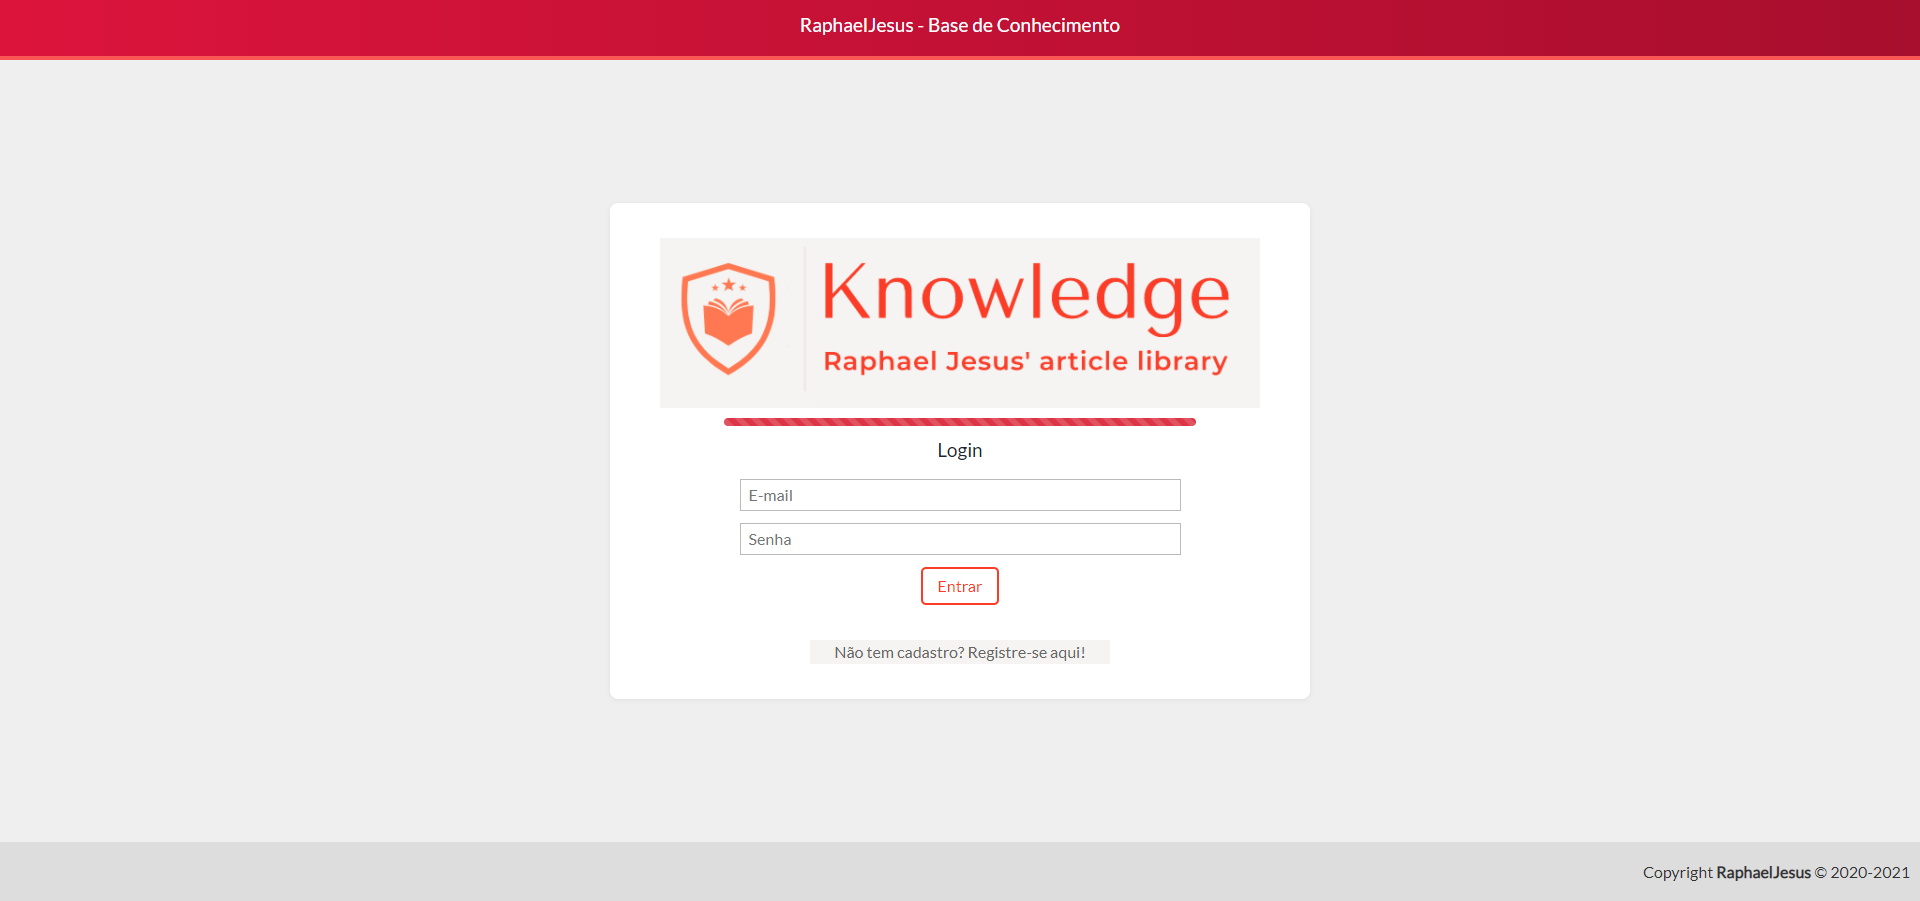 RaphaelJesus - Base de Conhecimento
Knowledge
Raphael Jesus' article library
Login
E-mail
Senha
Entrar
Não tem cadastro? Registre-se aqui!
Copyright RaphaelJesus © 2020-2021